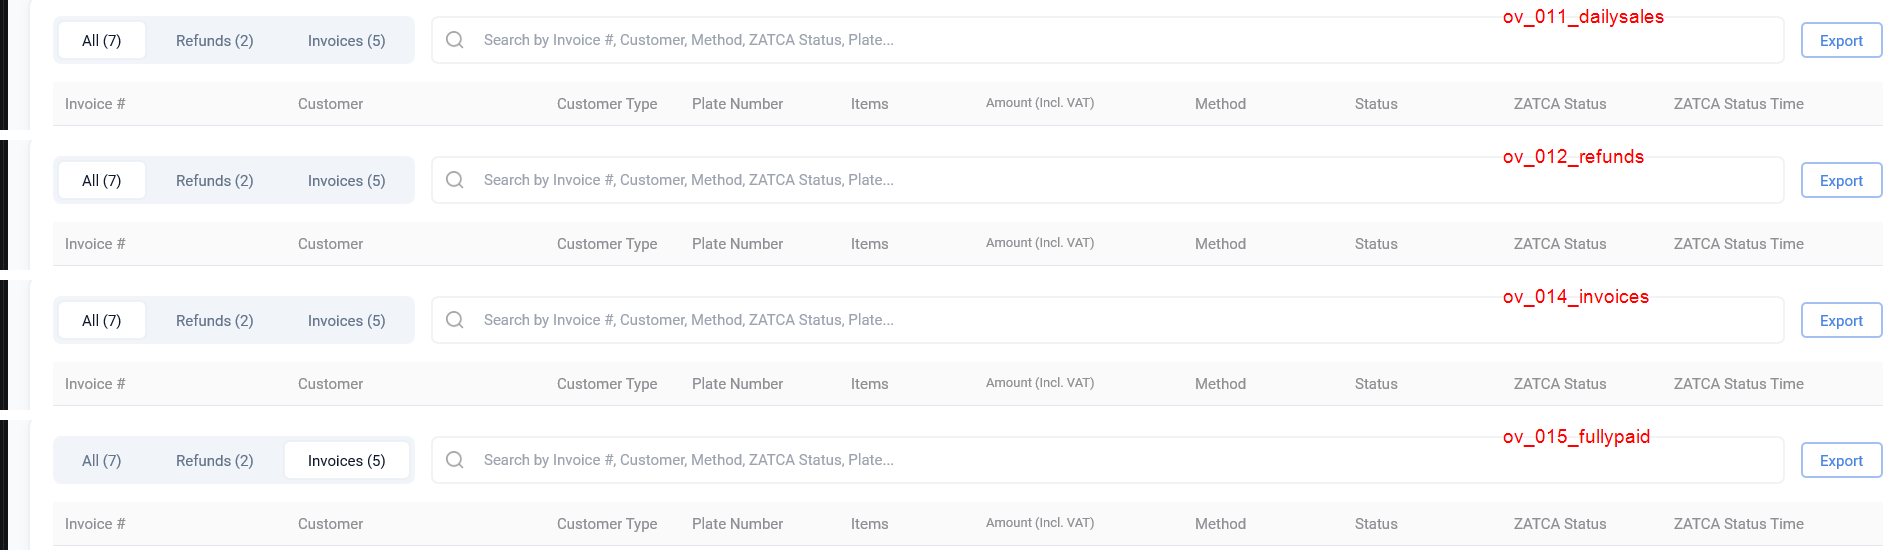 ov_011_dailysales
All (7) Refunds (2) Invoices (5) Search by Invoice #, Customer, Method, ZATCA Status, Plate... Export
Invoice # Customer Customer Type Plate Number Items Amount (Incl. VAT) Method Status ZATCA Status ZATCA Status Time
ov_012_refunds
All (7) Refunds (2) Invoices (5) Search by Invoice #, Customer, Method, ZATCA Status, Plate... Export
Invoice # Customer Customer Type Plate Number Items Amount (Incl. VAT) Method Status ZATCA Status ZATCA Status Time
ov_014_invoices
All (7) Refunds (2) Invoices (5) Search by Invoice #, Customer, Method, ZATCA Status, Plate... Export
Invoice # Customer Customer Type Plate Number Items Amount (Incl. VAT) Method Status ZATCA Status ZATCA Status Time
ov_015_fullypaid
All (7) Refunds (2) Invoices (5) Search by Invoice #, Customer, Method, ZATCA Status, Plate... Export
Invoice # Customer Customer Type Plate Number Items Amount (Incl. VAT) Method Status ZATCA Status ZATCA Status Time